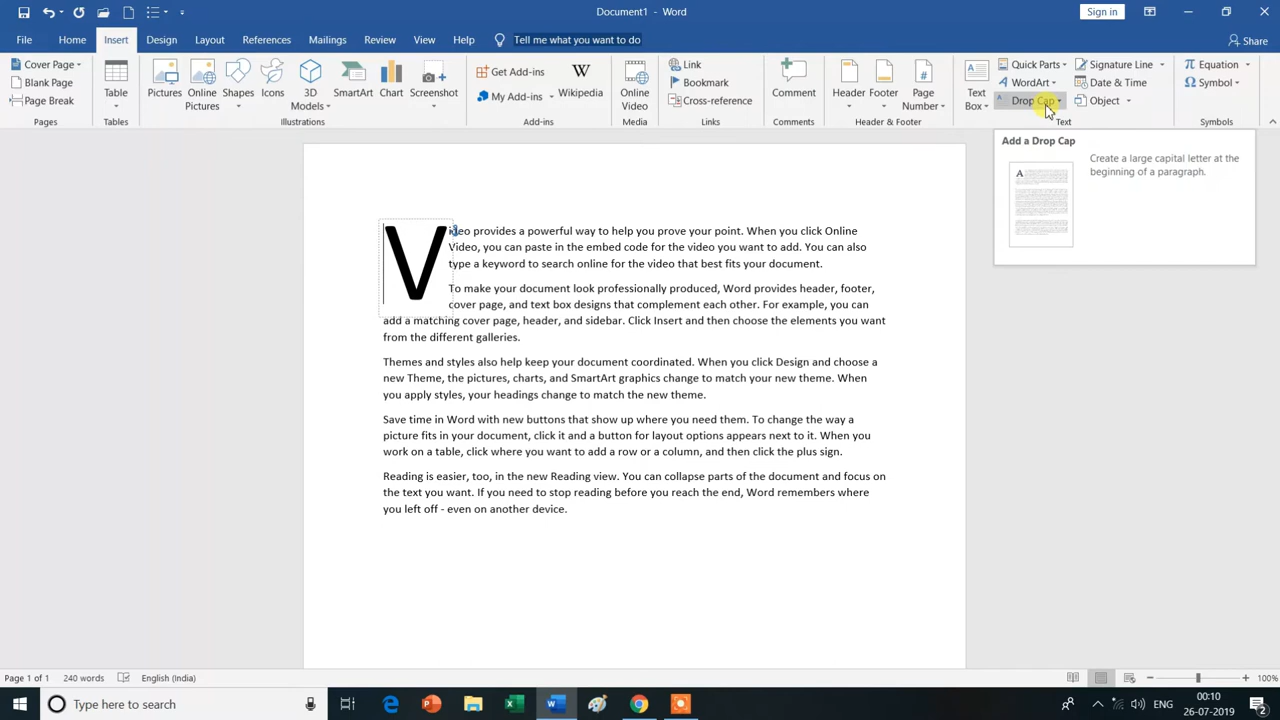 Document1 - Word
Sign in
File Home Insert Design Layout References Mailings Review View Help Tell me what you want to do Share
Cover Page
Blank Page
Page Break
Pages
Table
Tables
Pictures
Online Pictures
Shapes
Icons
3D Models
SmartArt
Chart
Screenshot
Illustrations
Get Add-ins
My Add-ins
Wikipedia
Add-ins
Online Video
Media
Link
Bookmark
Cross-reference
Links
Comment
Comments
Header
Footer
Page Number
Header & Footer
Text Box
Quick Parts
WordArt
Drop Cap
Signature Line
Date & Time
Object
Text
Equation
Symbol
Symbols
Add a Drop Cap
Create a large capital letter at the
beginning of a paragraph.
Video provides a powerful way to help you prove your point. When you click Online
Video, you can paste in the embed code for the video you want to add. You can also
type a keyword to search online for the video that best fits your document.
To make your document look professionally produced, Word provides header, footer,
cover page, and text box designs that complement each other. For example, you can
add a matching cover page, header, and sidebar. Click Insert and then choose the elements you want
from the different galleries.
Themes and styles also help keep your document coordinated. When you click Design and choose a
new Theme, the pictures, charts, and SmartArt graphics change to match your new theme. When
you apply styles, your headings change to match the new theme.
Save time in Word with new buttons that show up where you need them. To change the way a
picture fits in your document, click it and a button for layout options appears next to it. When you
work on a table, click where you want to add a row or a column, and then click the plus sign.
Reading is easier, too, in the new Reading view. You can collapse parts of the document and focus on
the text you want. If you need to stop reading before you reach the end, Word remembers where
you left off - even on another device.
Page 1 of 1 240 words English (India) 100%
Type here to search
ENG
00:10
26-07-2019
2